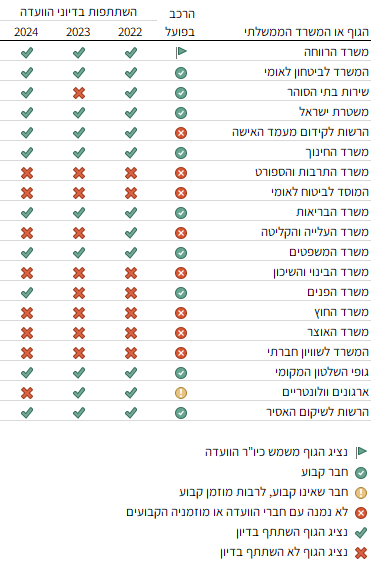 הגוף או המשרד הממשלתי
הרכב בפועל
השתתפות בדיוני הוועדה
2022 2023 2024
משרד הרווחה
המשרד לביטחון לאומי
שירות בתי הסוהר
משטרת ישראל
הרשות לקידום מעמד האישה
משרד החינוך
משרד התרבות והספורט
המוסד לביטוח לאומי
משרד הבריאות
משרד העלייה והקליטה
משרד המשפטים
משרד הבינוי והשיכון
משרד הפנים
משרד החוץ
משרד האוצר
המשרד לשוויון חברתי
גופי השלטון המקומי
ארגונים וולונטריים
הרשות לשיקום האסיר
נציג הגוף משמש כיו"ר הוועדה
חבר קבוע
חבר שאינו קבוע, לרבות מוזמן קבוע
לא נמנה עם חברי הוועדה או מוזמניה הקבועים
נציג הגוף השתתף בדיון
נציג הגוף לא השתתף בדיון